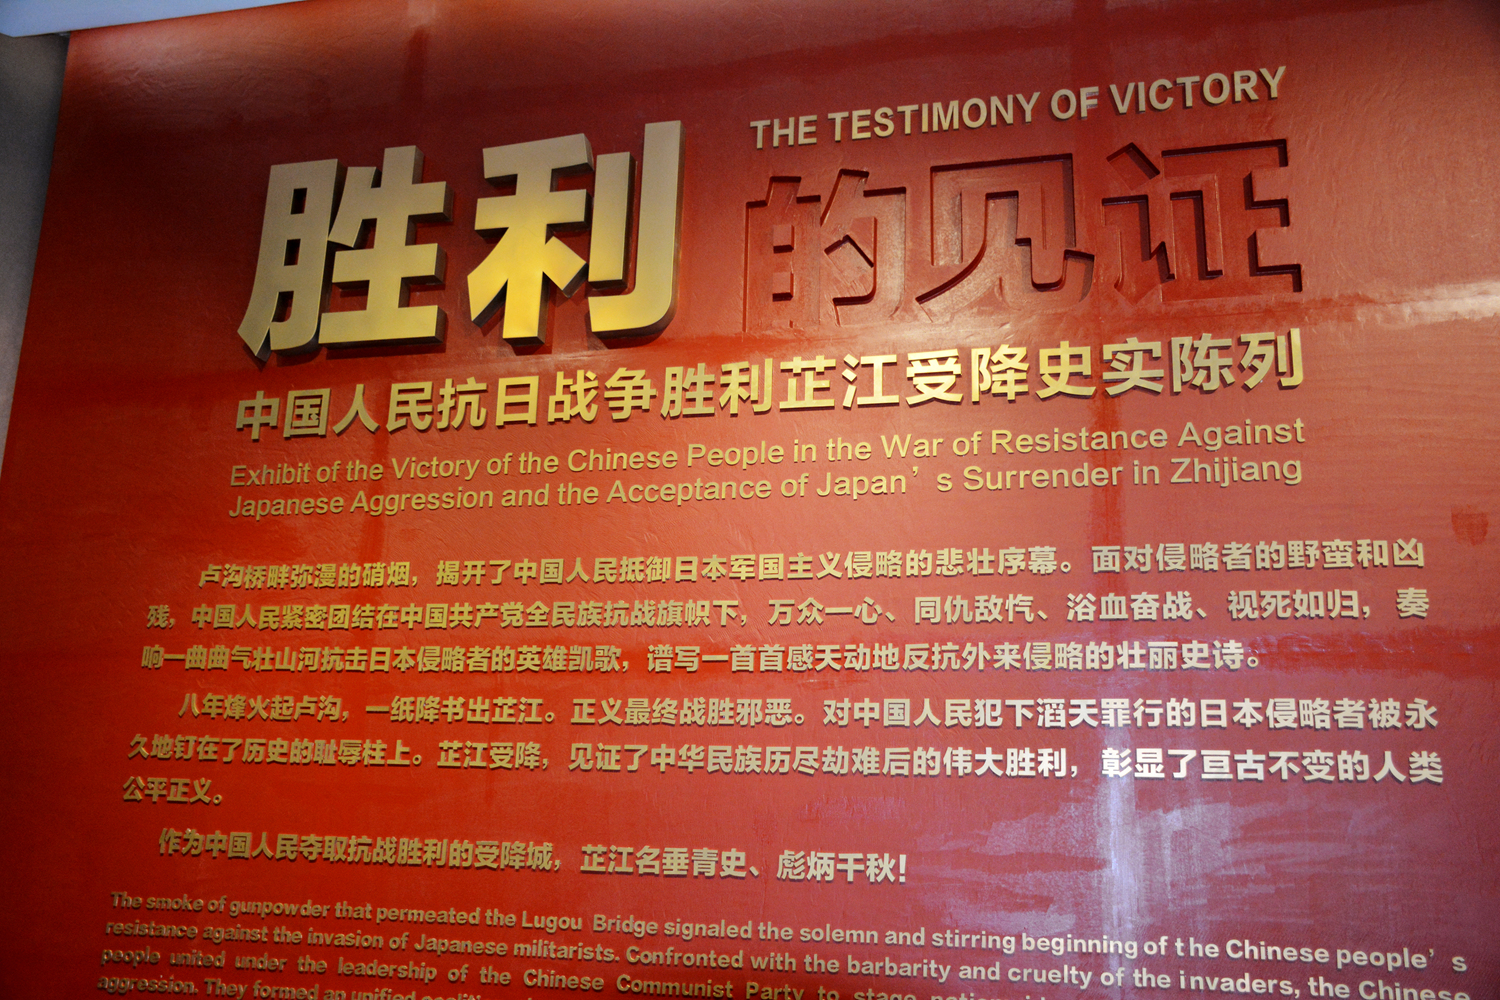 THE TESTIMONY OF VICTORY
胜利的见证
中国人民抗日战争胜利芷江受降史实陈列
Exhibit of the Victory of the Chinese People in the War of Resistance Against
Japanese Aggression and the Acceptance of Japan’s Surrender in Zhijiang
卢沟桥畔弥漫的硝烟，揭开了中国人民抵御日本军国主义侵略的悲壮序幕。面对侵略者的野蛮和凶
残，中国人民紧密团结在中国共产党全民族抗战旗帜下，万众一心、同仇敌忾、浴血奋战、视死如归，奏
响一曲曲气壮山河抗击日本侵略者的英雄凯歌，谱写一首首感天动地反抗外来侵略的壮丽史诗。
八年烽火起卢沟，一纸降书出芷江。正义最终战胜邪恶。对中国人民犯下滔天罪行的日本侵略者被永
久地钉在了历史的耻辱柱上。芷江受降，见证了中华民族历尽劫难后的伟大胜利，彰显了亘古不变的人类
公平正义。
作为中国人民夺取抗战胜利的受降城，芷江名垂青史、彪炳千秋！
The smoke of gunpowder that permeated the Lugou Bridge signaled the solemn and stirring beginning of the Chinese people’s
resistance against the invasion of Japanese militarists. Confronted with the barbarity and cruelty of the invaders, the Chinese
people united under the leadership of the Chinese Communist Party to stage
aggression. They formed an unified